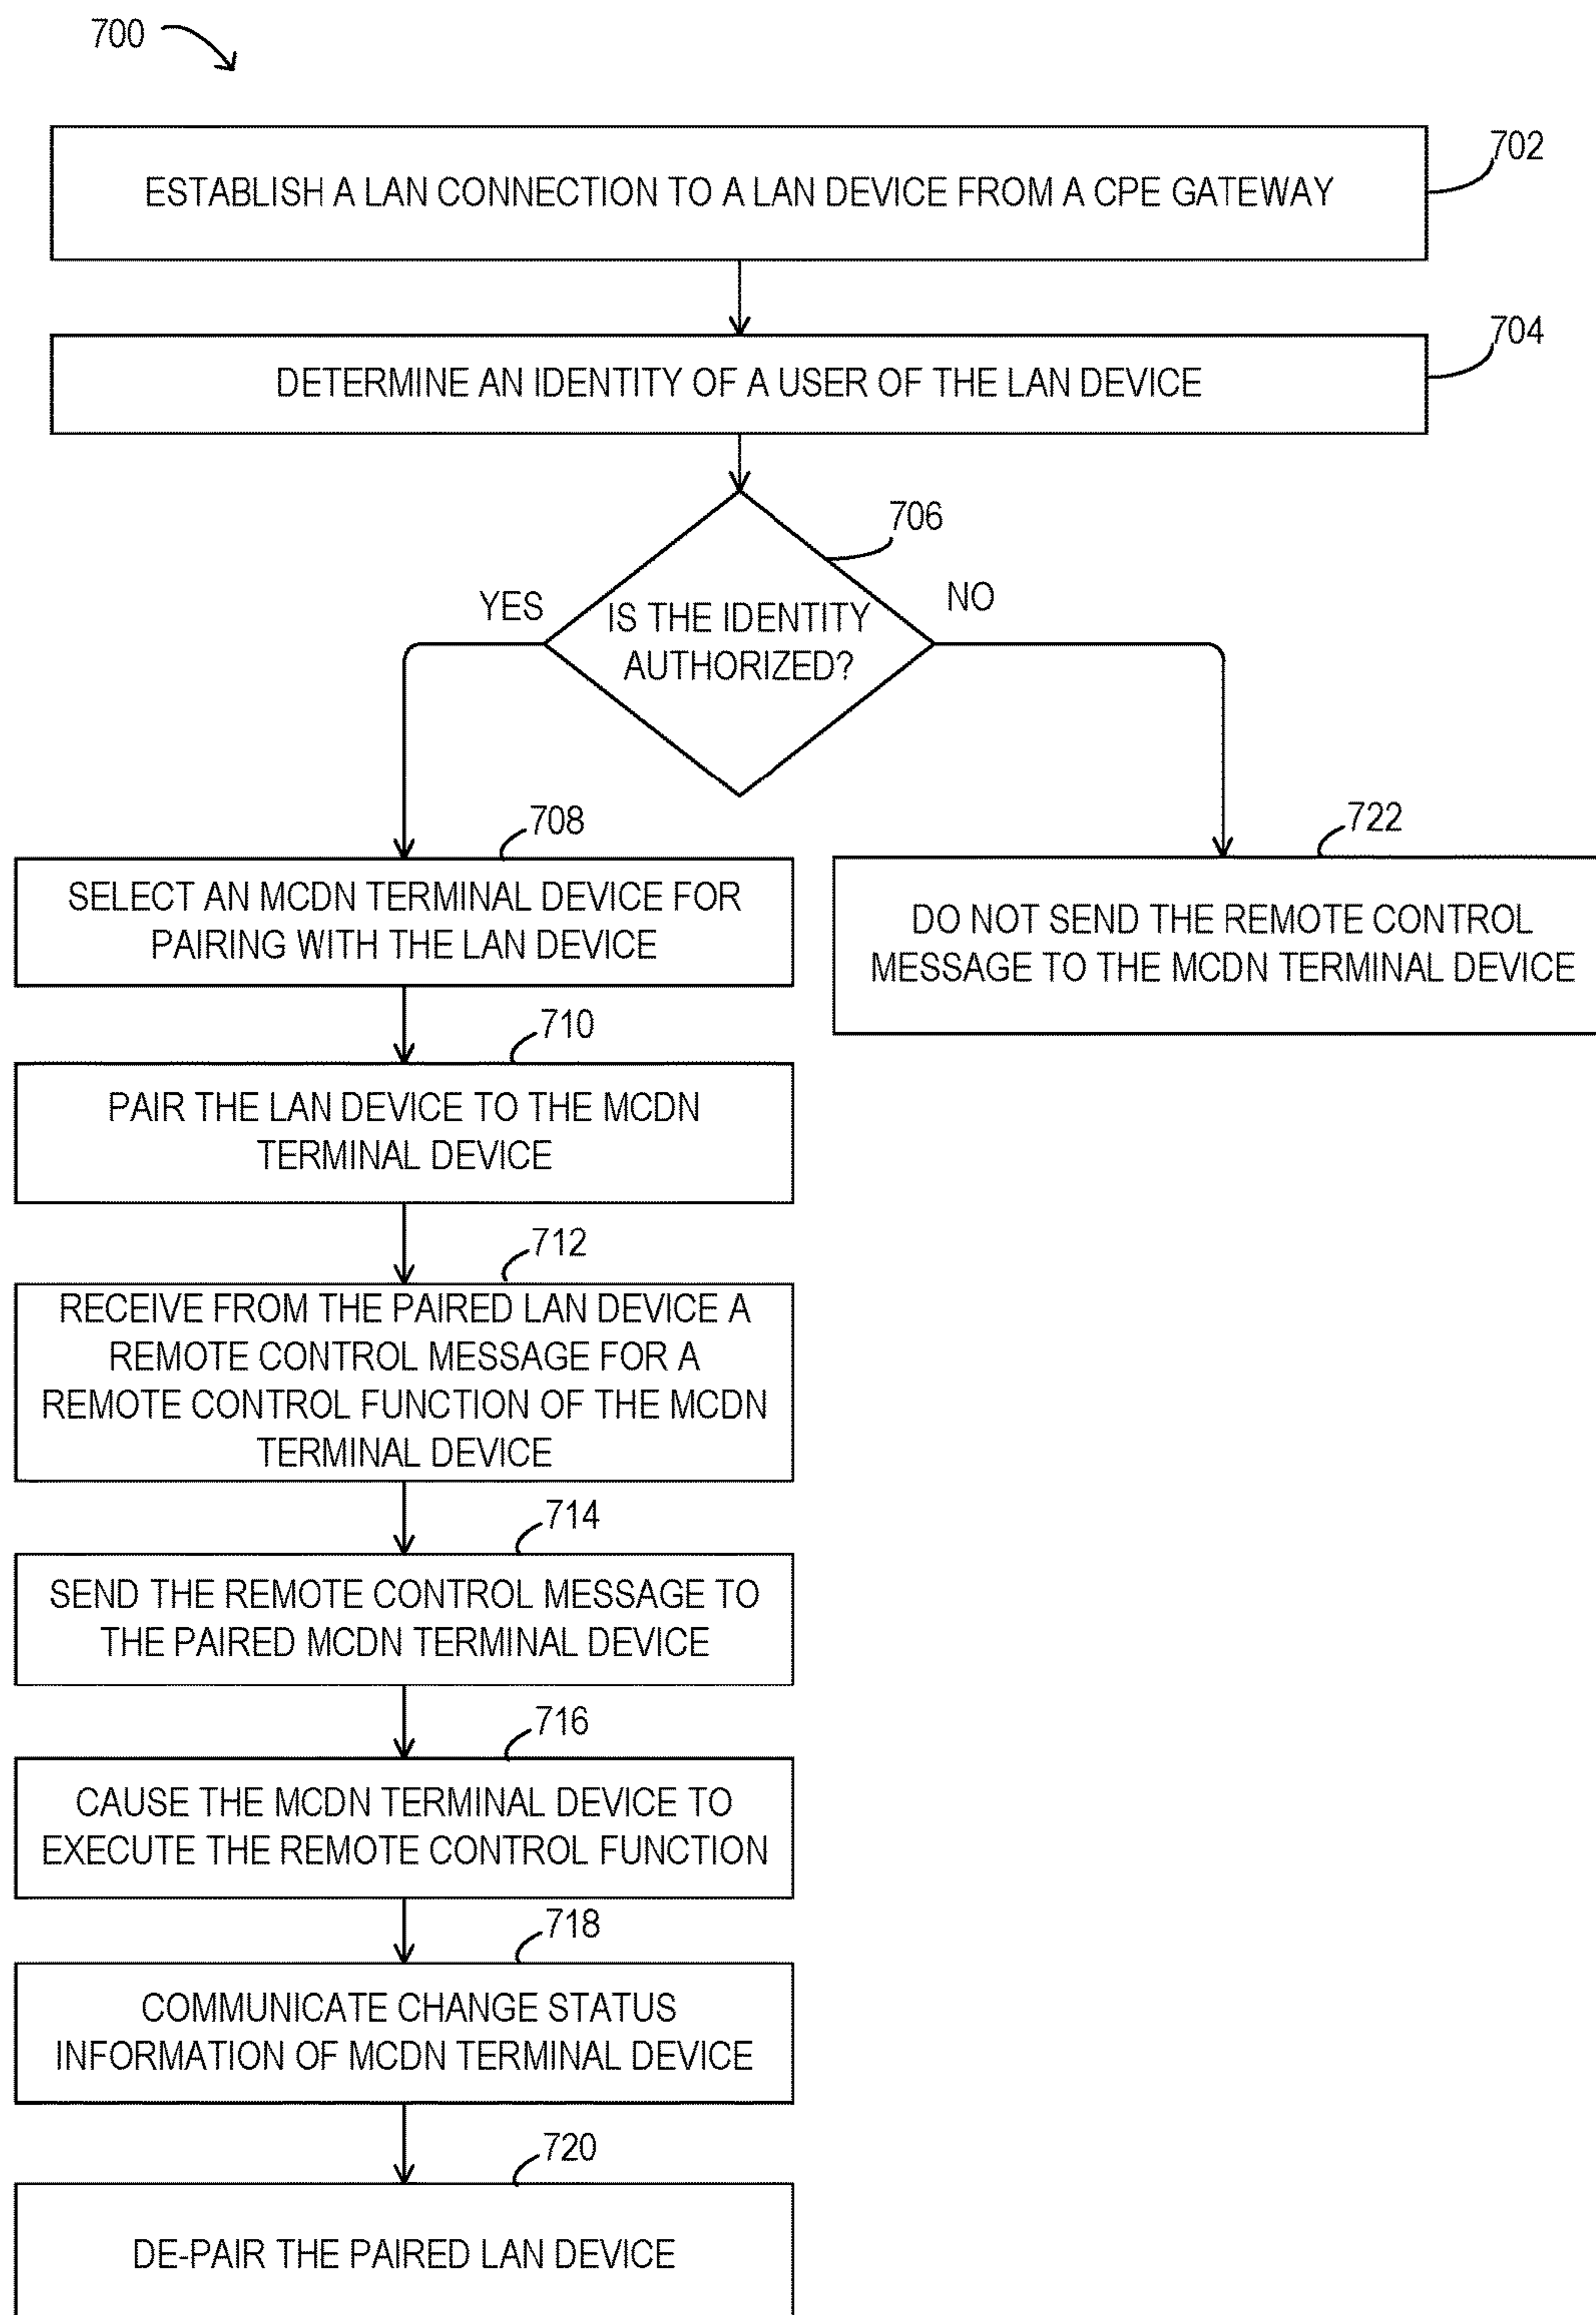 700
702
ESTABLISH A LAN CONNECTION TO A LAN DEVICE FROM A CPE GATEWAY
704
DETERMINE AN IDENTITY OF A USER OF THE LAN DEVICE
706
YES
NO
IS THE IDENTITY
AUTHORIZED?
708
SELECT AN MCDN TERMINAL DEVICE FOR
PAIRING WITH THE LAN DEVICE
722
DO NOT SEND THE REMOTE CONTROL
MESSAGE TO THE MCDN TERMINAL DEVICE
710
PAIR THE LAN DEVICE TO THE MCDN
TERMINAL DEVICE
712
RECEIVE FROM THE PAIRED LAN DEVICE A
REMOTE CONTROL MESSAGE FOR A
REMOTE CONTROL FUNCTION OF THE MCDN
TERMINAL DEVICE
714
SEND THE REMOTE CONTROL MESSAGE TO
THE PAIRED MCDN TERMINAL DEVICE
716
CAUSE THE MCDN TERMINAL DEVICE TO
EXECUTE THE REMOTE CONTROL FUNCTION
718
COMMUNICATE CHANGE STATUS
INFORMATION OF MCDN TERMINAL DEVICE
720
DE-PAIR THE PAIRED LAN DEVICE